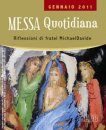 GENNAIO 2011
MESSA Quotidiana
Riflessioni di fratel MichaelDavide